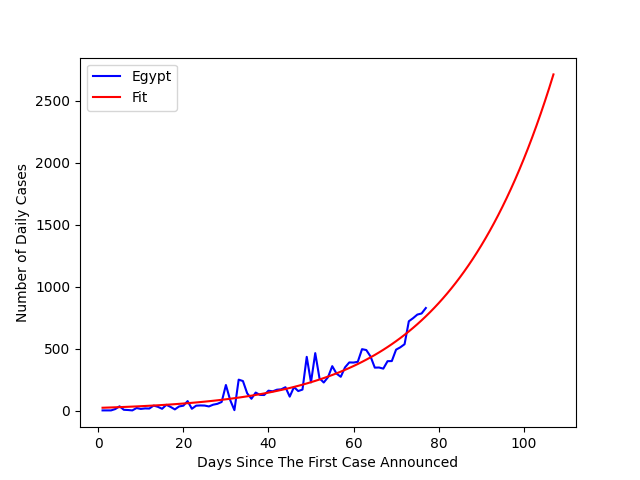 Egypt
Fit
Number of Daily Cases
2500
2000
1500
1000
500
0
0 20 40 60 80 100
Days Since The First Case Announced